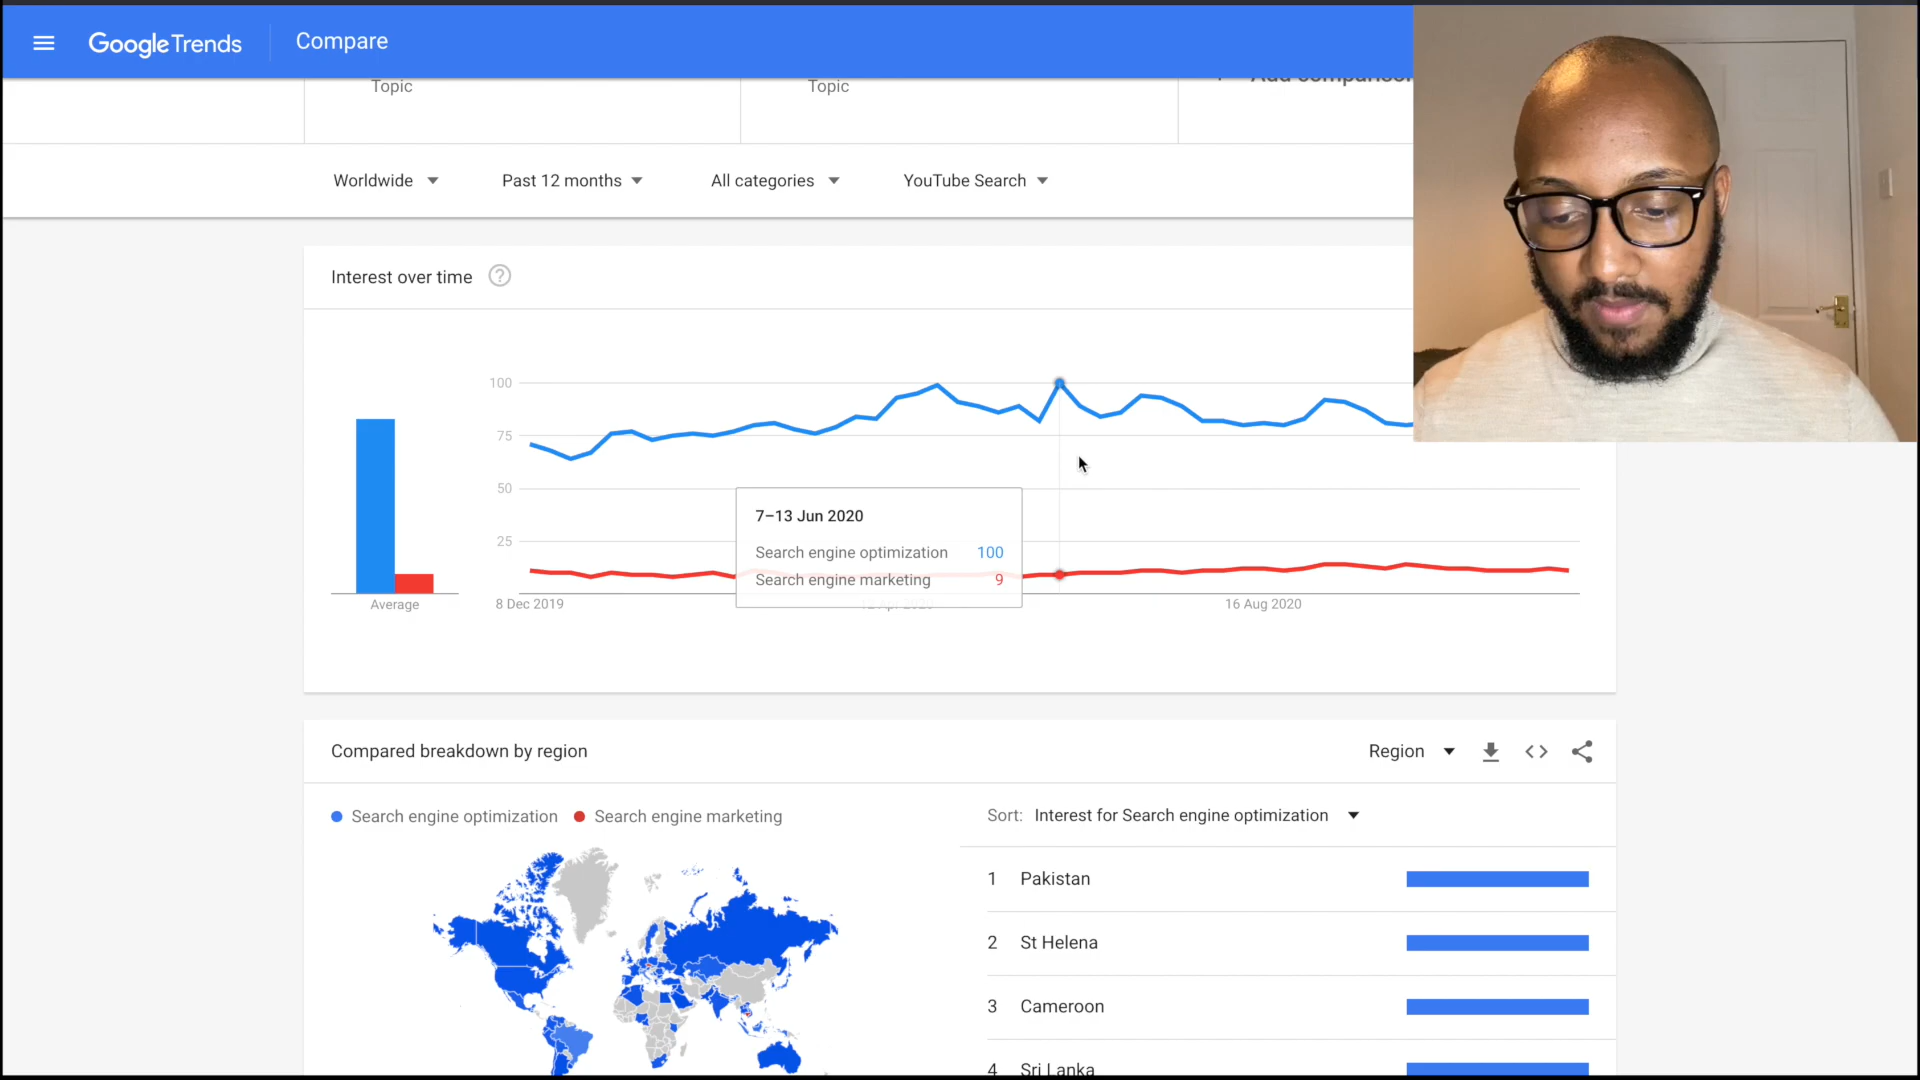 Google Trends
Compare
Topic
Topic
Add comparison
Worldwide
Past 12 months
All categories
YouTube Search
Interest over time
?
100
75
50
25
Average
8 Dec 2019
16 Aug 2020
7–13 Jun 2020
Search engine optimization 100
Search engine marketing 9
Compared breakdown by region
Region
Search engine optimization
Search engine marketing
Sort: Interest for Search engine optimization
1 Pakistan
2 St Helena
3 Cameroon
4 Sri Lanka